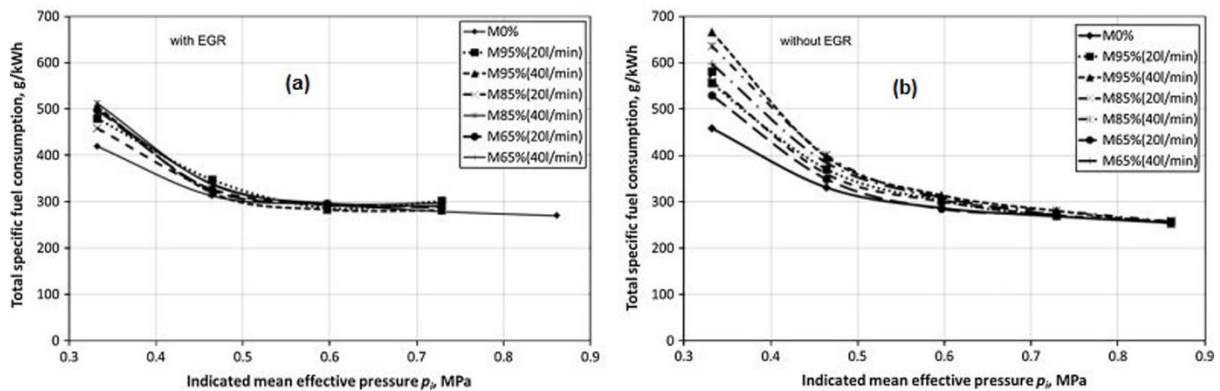 700
600
500
400
300
200
100
0
Total specific fuel consumption, g/kWh
with EGR
(a)
M0%
M95%(20l/min)
M95%(40l/min)
M85%(20l/min)
M85%(40l/min)
M65%(20l/min)
M65%(40l/min)
0.3 0.4 0.5 0.6 0.7 0.8 0.9
Indicated mean effective pressure pᵢ, MPa
700
600
500
400
300
200
100
0
Total specific fuel consumption, g/kWh
without EGR
(b)
M0%
M95%(20l/min)
M95%(40l/min)
M85%(20l/min)
M85%(40l/min)
M65%(20l/min)
M65%(40l/min)
0.3 0.4 0.5 0.6 0.7 0.8 0.9
Indicated mean effective pressure pᵢ, MPa